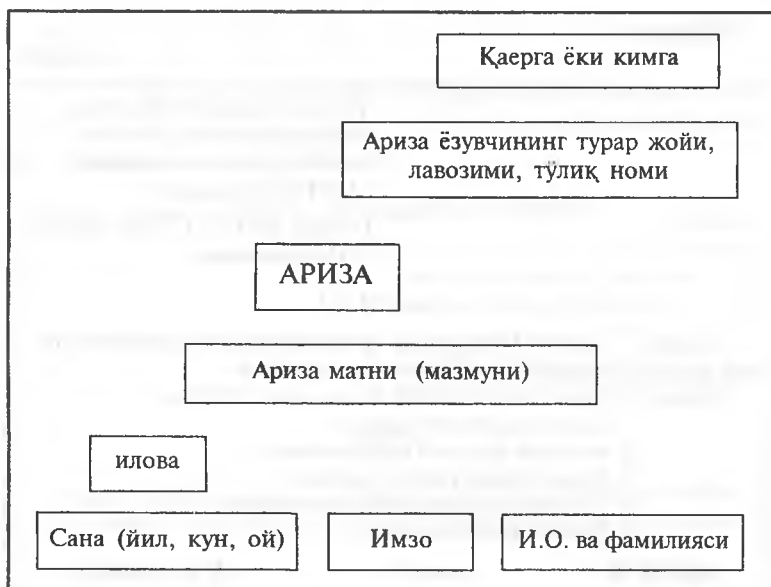 Қаерга ёки кимга
Ариза ёзувчининг турар жойи,
лавозими, тўлиқ номи
АРИЗА
Ариза матни (мазмуни)
илова
Сана (йил, кун, ой)
Имзо
И.О. ва фамилияси